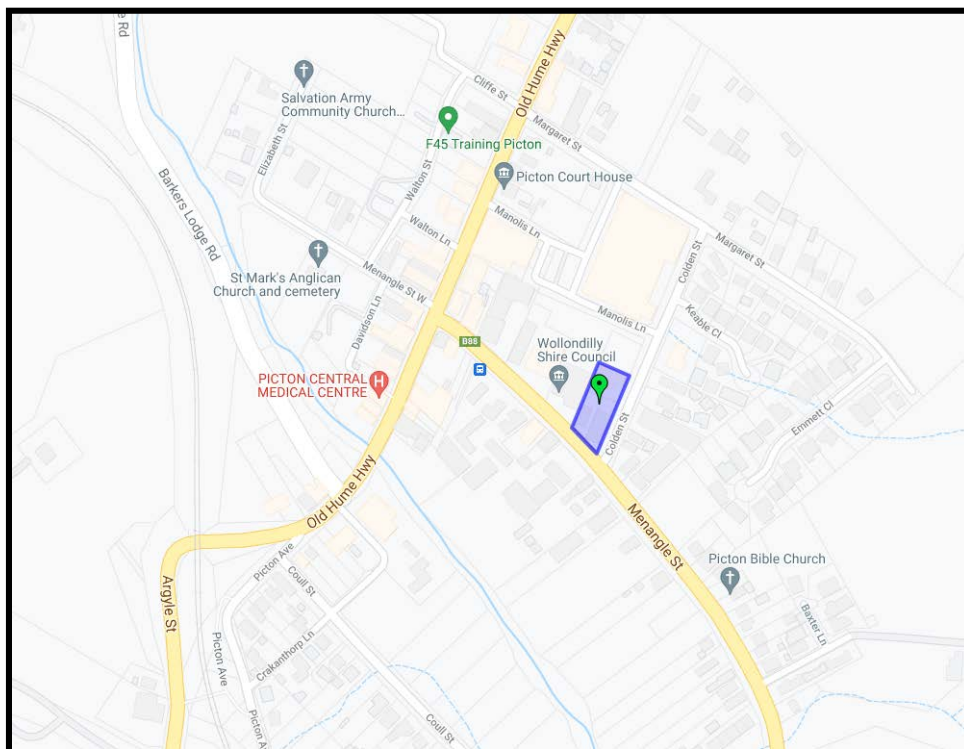 e Rd
Old Hume Hwy
Cliffe St
Salvation Army
Community Church...
F45 Training Picton
Margaret St
Elizabeth St
Walton St
Picton Court House
Barkers Lodge Rd
Manolis Ln
Walton Ln
Margaret St
Colden St
St Mark's Anglican
Church and cemetery
Menangle St W
Davidson Ln
Manolis Ln
Keable Cl
B88
Wollondilly
Shire Council
PICTON CENTRAL
MEDICAL CENTRE
H
Emmett Cl
Colden St
Old Hume Hwy
Menangle St
Picton Ave
Picton Bible Church
Coull St
Argyle St
Baxter Ln
Crakanthorp Ln
Picton Ave
Picton A
Coull St